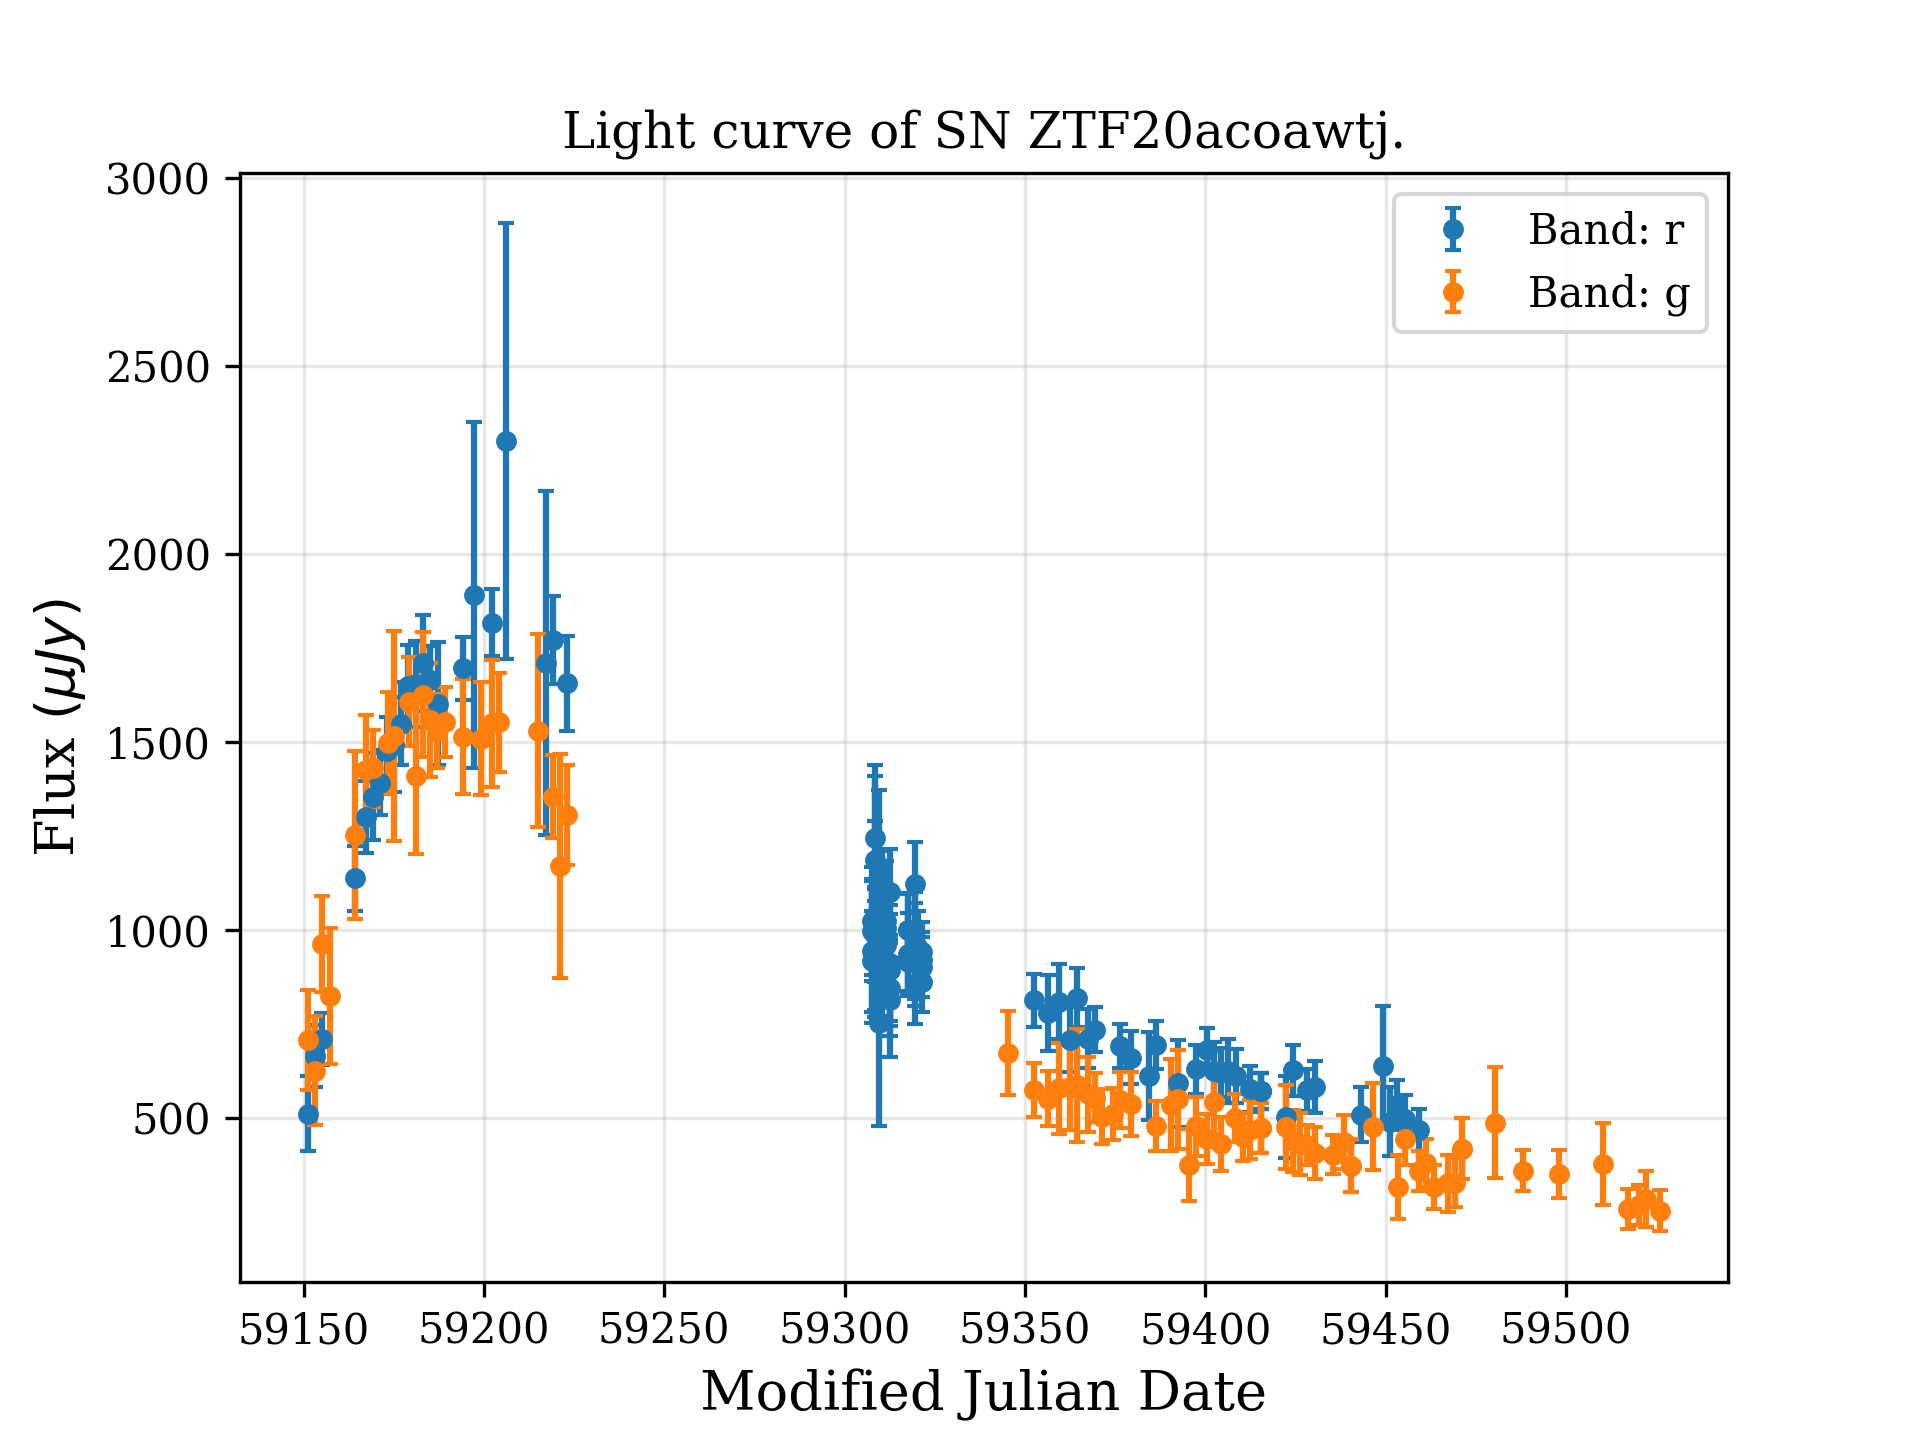 Light curve of SN ZTF20acoawtj.
3000
2500
2000
1500
1000
500
Flux (μJy)
Band: r
Band: g
59150 59200 59250 59300 59350 59400 59450 59500
Modified Julian Date